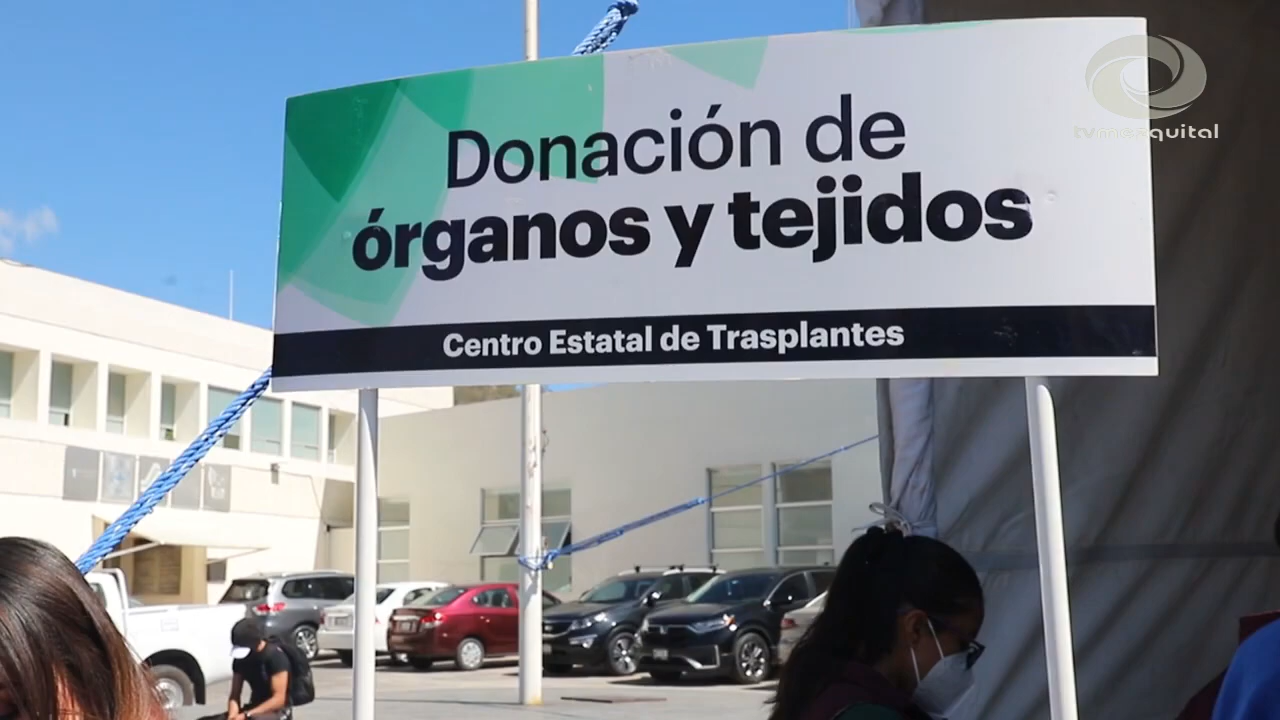 Donación de
órganos y tejidos
Centro Estatal de Trasplantes
tvmezquital